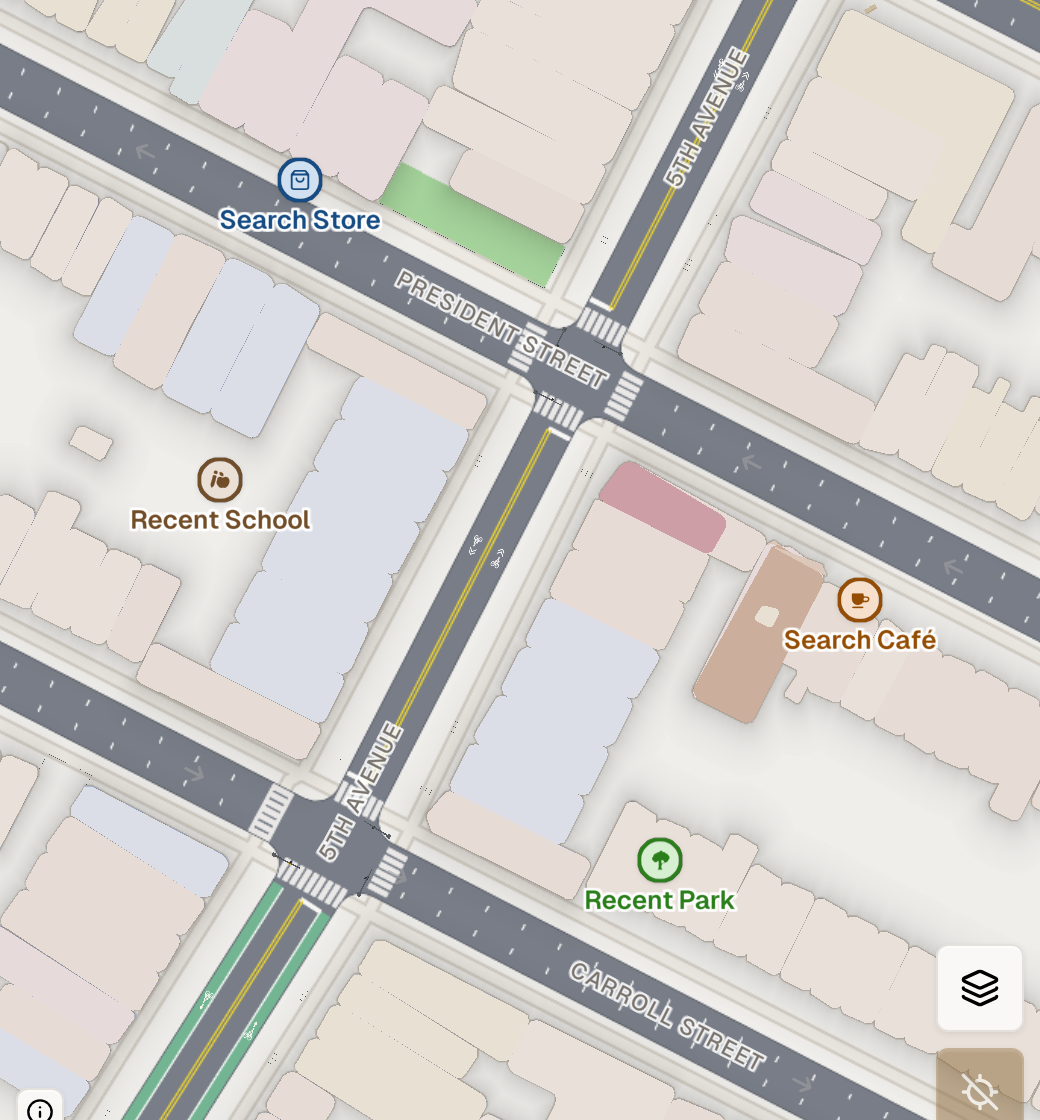 5TH AVENUE
Search Store
PRESIDENT STREET
Recent School
Search Café
5TH AVENUE
Recent Park
CARROLL STREET